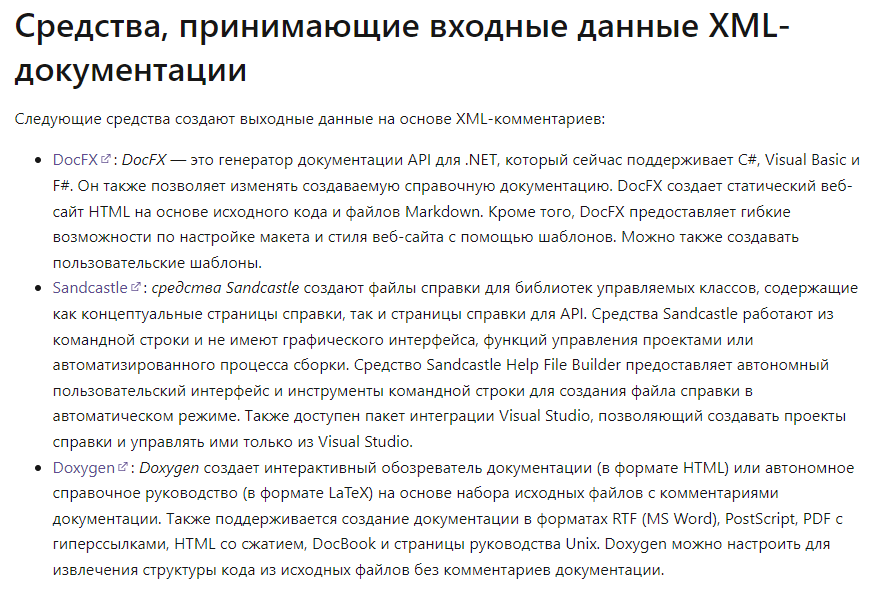 Средства, принимающие входные данные XML-
документации
Следующие средства создают выходные данные на основе XML-комментариев:
• DocFX: DocFX — это генератор документации API для .NET, который сейчас поддерживает C#, Visual Basic и
F#. Он также позволяет изменять создаваемую справочную документацию. DocFX создает статический веб-
сайт HTML на основе исходного кода и файлов Markdown. Кроме того, DocFX предоставляет гибкие
возможности по настройке макета и стиля веб-сайта с помощью шаблонов. Можно также создавать
пользовательские шаблоны.
• Sandcastle: средства Sandcastle создают файлы справки для библиотек управляемых классов, содержащие
как концептуальные страницы справки, так и страницы справки для API. Средства Sandcastle работают из
командной строки и не имеют графического интерфейса, функций управления проектами или
автоматизированного процесса сборки. Средство Sandcastle Help File Builder предоставляет автономный
пользовательский интерфейс и инструменты командной строки для создания файла справки в
автоматическом режиме. Также доступен пакет интеграции Visual Studio, позволяющий создавать проекты
справки и управлять ими только из Visual Studio.
• Doxygen: Doxygen создает интерактивный обозреватель документации (в формате HTML) или автономное
справочное руководство (в формате LaTeX) на основе набора исходных файлов с комментариями
документации. Также поддерживается создание документации в форматах RTF (MS Word), PostScript, PDF с
гиперссылками, HTML со сжатием, DocBook и страницы руководства Unix. Doxygen можно настроить для
извлечения структуры кода из исходных файлов без комментариев документации.